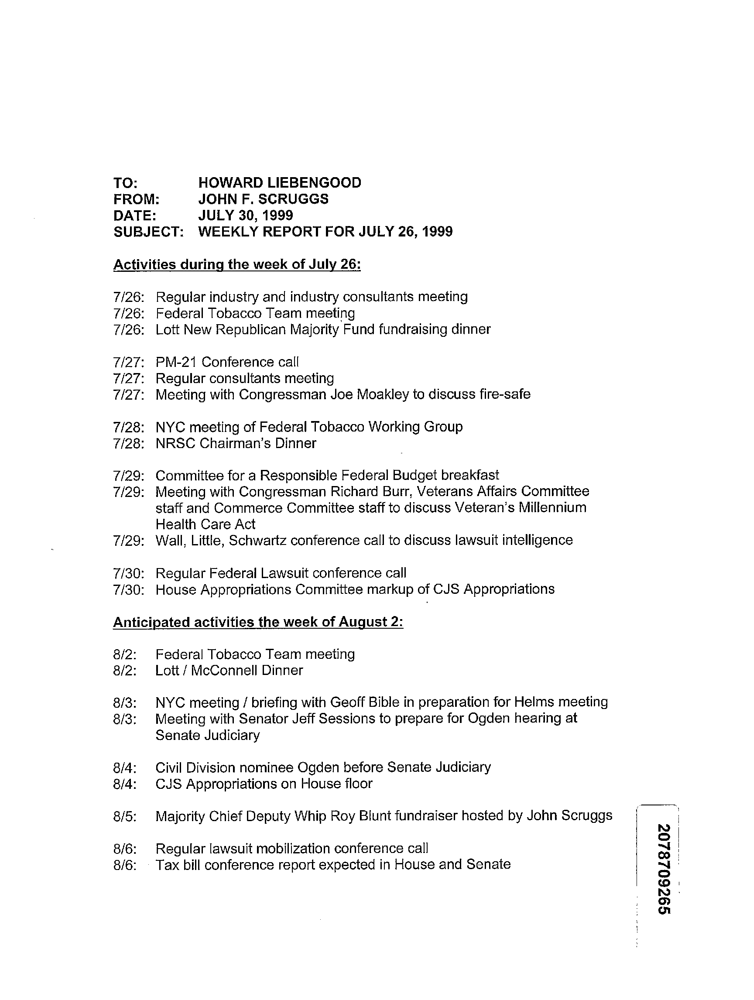 TO: HOWARD LIEBENGOOD
FROM: JOHN F. SCRUGGS
DATE: JULY 30, 1999
SUBJECT: WEEKLY REPORT FOR JULY 26, 1999
Activities during the week of July 26:
7/26: Regular industry and industry consultants meeting
7/26: Federal Tobacco Team meeting
7/26: Lott New Republican Majority Fund fundraising dinner
7/27: PM-21 Conference call
7/27: Regular consultants meeting
7/27: Meeting with Congressman Joe Moakley to discuss fire-safe
7/28: NYC meeting of Federal Tobacco Working Group
7/28: NRSC Chairman's Dinner
7/29: Committee for a Responsible Federal Budget breakfast
7/29: Meeting with Congressman Richard Burr, Veterans Affairs Committee
staff and Commerce Committee staff to discuss Veteran's Millennium
Health Care Act
7/29: Wall, Little, Schwartz conference call to discuss lawsuit intelligence
7/30: Regular Federal Lawsuit conference call
7/30: House Appropriations Committee markup of CJS Appropriations
Anticipated activities the week of August 2:
8/2: Federal Tobacco Team meeting
8/2: Lott / McConnell Dinner
8/3: NYC meeting / briefing with Geoff Bible in preparation for Helms meeting
8/3: Meeting with Senator Jeff Sessions to prepare for Ogden hearing at
Senate Judiciary
8/4: Civil Division nominee Ogden before Senate Judiciary
8/4: CJS Appropriations on House floor
8/5: Majority Chief Deputy Whip Roy Blunt fundraiser hosted by John Scruggs
8/6: Regular lawsuit mobilization conference call
8/6: Tax bill conference report expected in House and Senate
2078709265